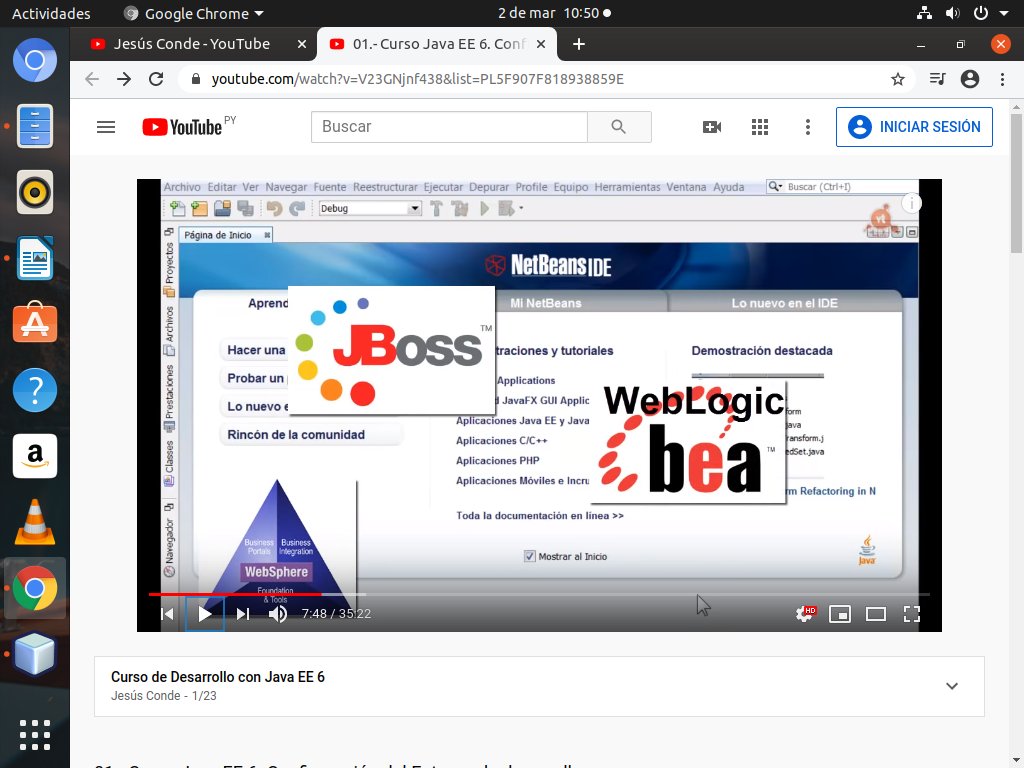 Actividades
Google Chrome
2 de mar 10:50
Jesús Conde - YouTube
01.- Curso Java EE 6. Conf
youtube.com/watch?v=V23GNjnf438&list=PL5F907F818938859E
YouTube PY
Buscar
INICIAR SESIÓN
Archivo Editar Ver Navegar Fuente Reestructurar Ejecutar Depurar Profile Equipo Herramientas Ventana Ayuda
Buscar (Ctrl+I)
Debug
Página de Inicio
Proyectos
Archivos
Prestaciones
Classes
Navegador
NetBeans IDE
Aprend
Mi NetBeans
Lo nuevo en el IDE
JBoss™
Hacer una
Probar un p
Lo nuevo e
Rincón de la comunidad
traciones y tutoriales
Applications
d JavaFX GUI Applic
Aplicaciones Java EE y Java
Aplicaciones C/C++
Aplicaciones PHP
Aplicaciones Móviles e Incru
Toda la documentación en línea >>
Demostración destacada
WebLogic
bea™
form
java
ransform.j
edSet.java
rm Refactoring in N
Mostrar al Inicio
Java
Business Portals
Business Integration
WebSphere
Foundation & Tools
7:48 / 35:22
HD
Curso de Desarrollo con Java EE 6
Jesús Conde - 1/23